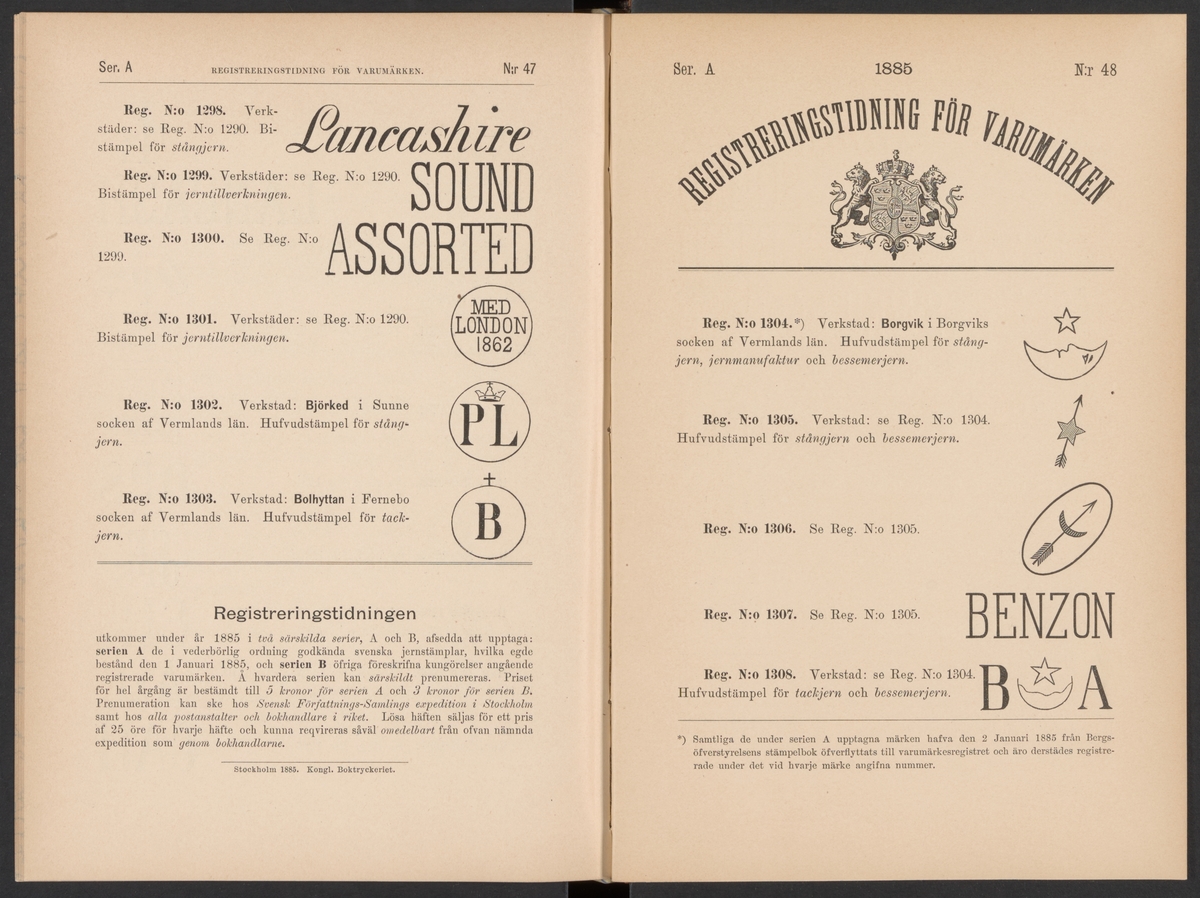 Ser. A REGISTRERINGSTIDNING FÖR VARUMÄRKEN. N:r 47
Reg. N:o 1298. Verk-
städer: se Reg. N:o 1290. Bi-
stämpel för stångjern.
Lancashire
Reg. N:o 1299. Verkstäder: se Reg. N:o 1290.
Bistämpel för jerntillverkningen.
SOUND
Reg. N:o 1300. Se Reg. N:o
1299.
ASSORTED
Reg. N:o 1301. Verkstäder: se Reg. N:o 1290.
Bistämpel för jerntillverkningen.
MED
LONDON
1862
Reg. N:o 1302. Verkstad: Björked i Sunne
socken af Vermlands län. Hufvudstämpel för stång-
jern.
PL
Reg. N:o 1303. Verkstad: Bolhyttan i Fernebo
socken af Vermlands län. Hufvudstämpel för tack-
jern.
B
Registreringstidningen
utkommer under år 1885 i två särskilda serier, A och B, afsedda att upptaga:
serien A de i vederbörlig ordning godkända svenska jernstämplar, hvilka egde
bestånd den 1 Januari 1885, och serien B öfriga föreskrifna kungörelser angående
registrerade varumärken. Å hvardera serien kan särskildt prenumereras. Priset
för hel årgång är bestämdt till 5 kronor för serien A och 3 kronor för serien B.
Prenumeration kan ske hos Svensk Författnings-Samlings expedition i Stockholm
samt hos alla postanstalter och bokhandlare i riket. Lösa häften säljas för ett pris
af 25 öre för hvarje häfte och kunna reqvireras såväl omedelbart från ofvan nämnda
expedition som genom bokhandlarne.
Stockholm 1885. Kongl. Boktryckeriet.
Ser. A 1885 N:r 48
REGISTRERINGSTIDNING FÖR VARUMÄRKEN
Reg. N:o 1304.*) Verkstad: Borgvik i Borgviks
socken af Vermlands län. Hufvudstämpel för stång-
jern, jernmanufaktur och bessemerjern.
Reg. N:o 1305. Verkstad: se Reg. N:o 1304.
Hufvudstämpel för stångjern och bessemerjern.
Reg. N:o 1306. Se Reg. N:o 1305.
Reg. N:o 1307. Se Reg. N:o 1305.
BENZON
Reg. N:o 1308. Verkstad: se Reg. N:o 1304.
Hufvudstämpel för tackjern och bessemerjern.
B A
*) Samtliga de under serien A upptagna märken hafva den 2 Januari 1885 från Bergs-
öfverstyrelsens stämpelbok öfverflyttats till varumärkesregistret och äro derstädes registre-
rade under det vid hvarje märke angifna nummer.